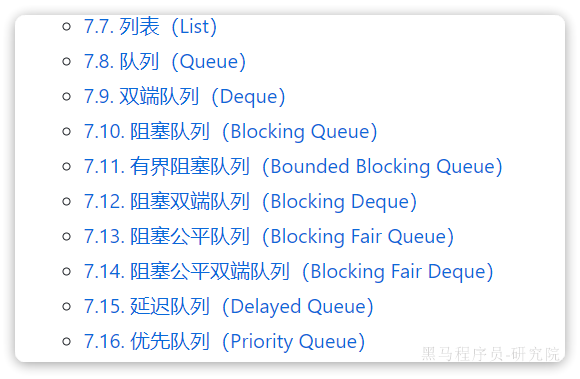 7.7. 列表（List）
7.8. 队列（Queue）
7.9. 双端队列（Deque）
7.10. 阻塞队列（Blocking Queue）
7.11. 有界阻塞队列（Bounded Blocking Queue）
7.12. 阻塞双端队列（Blocking Deque）
7.13. 阻塞公平队列（Blocking Fair Queue）
7.14. 阻塞公平双端队列（Blocking Fair Deque）
7.15. 延迟队列（Delayed Queue）
7.16. 优先队列（Priority Queue）
黑马程序员-研究院